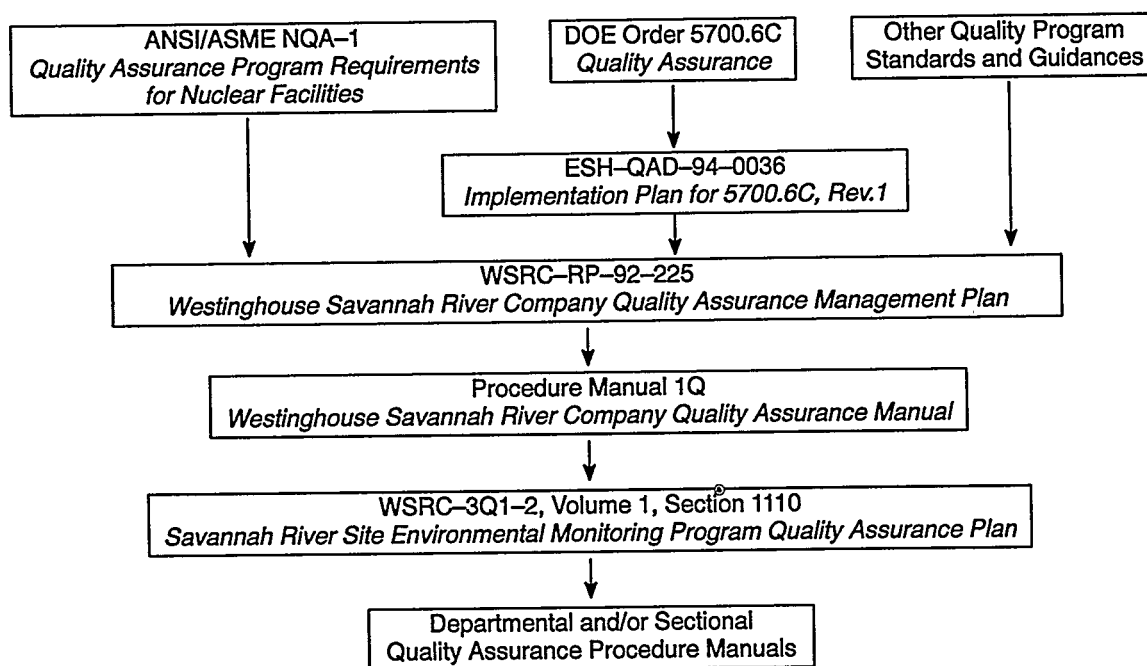 ANSI/ASME NQA–1
Quality Assurance Program Requirements
for Nuclear Facilities
DOE Order 5700.6C
Quality Assurance
Other Quality Program
Standards and Guidances
ESH–QAD–94–0036
Implementation Plan for 5700.6C, Rev.1
WSRC–RP–92–225
Westinghouse Savannah River Company Quality Assurance Management Plan
Procedure Manual 1Q
Westinghouse Savannah River Company Quality Assurance Manual
WSRC–3Q1–2, Volume 1, Section 1110
Savannah River Site Environmental Monitoring Program Quality Assurance Plan
Departmental and/or Sectional
Quality Assurance Procedure Manuals